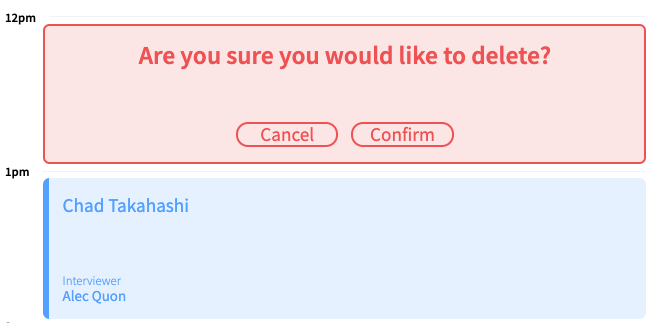 12pm
Are you sure you would like to delete?
Cancel Confirm
1pm
Chad Takahashi
Interviewer
Alec Quon